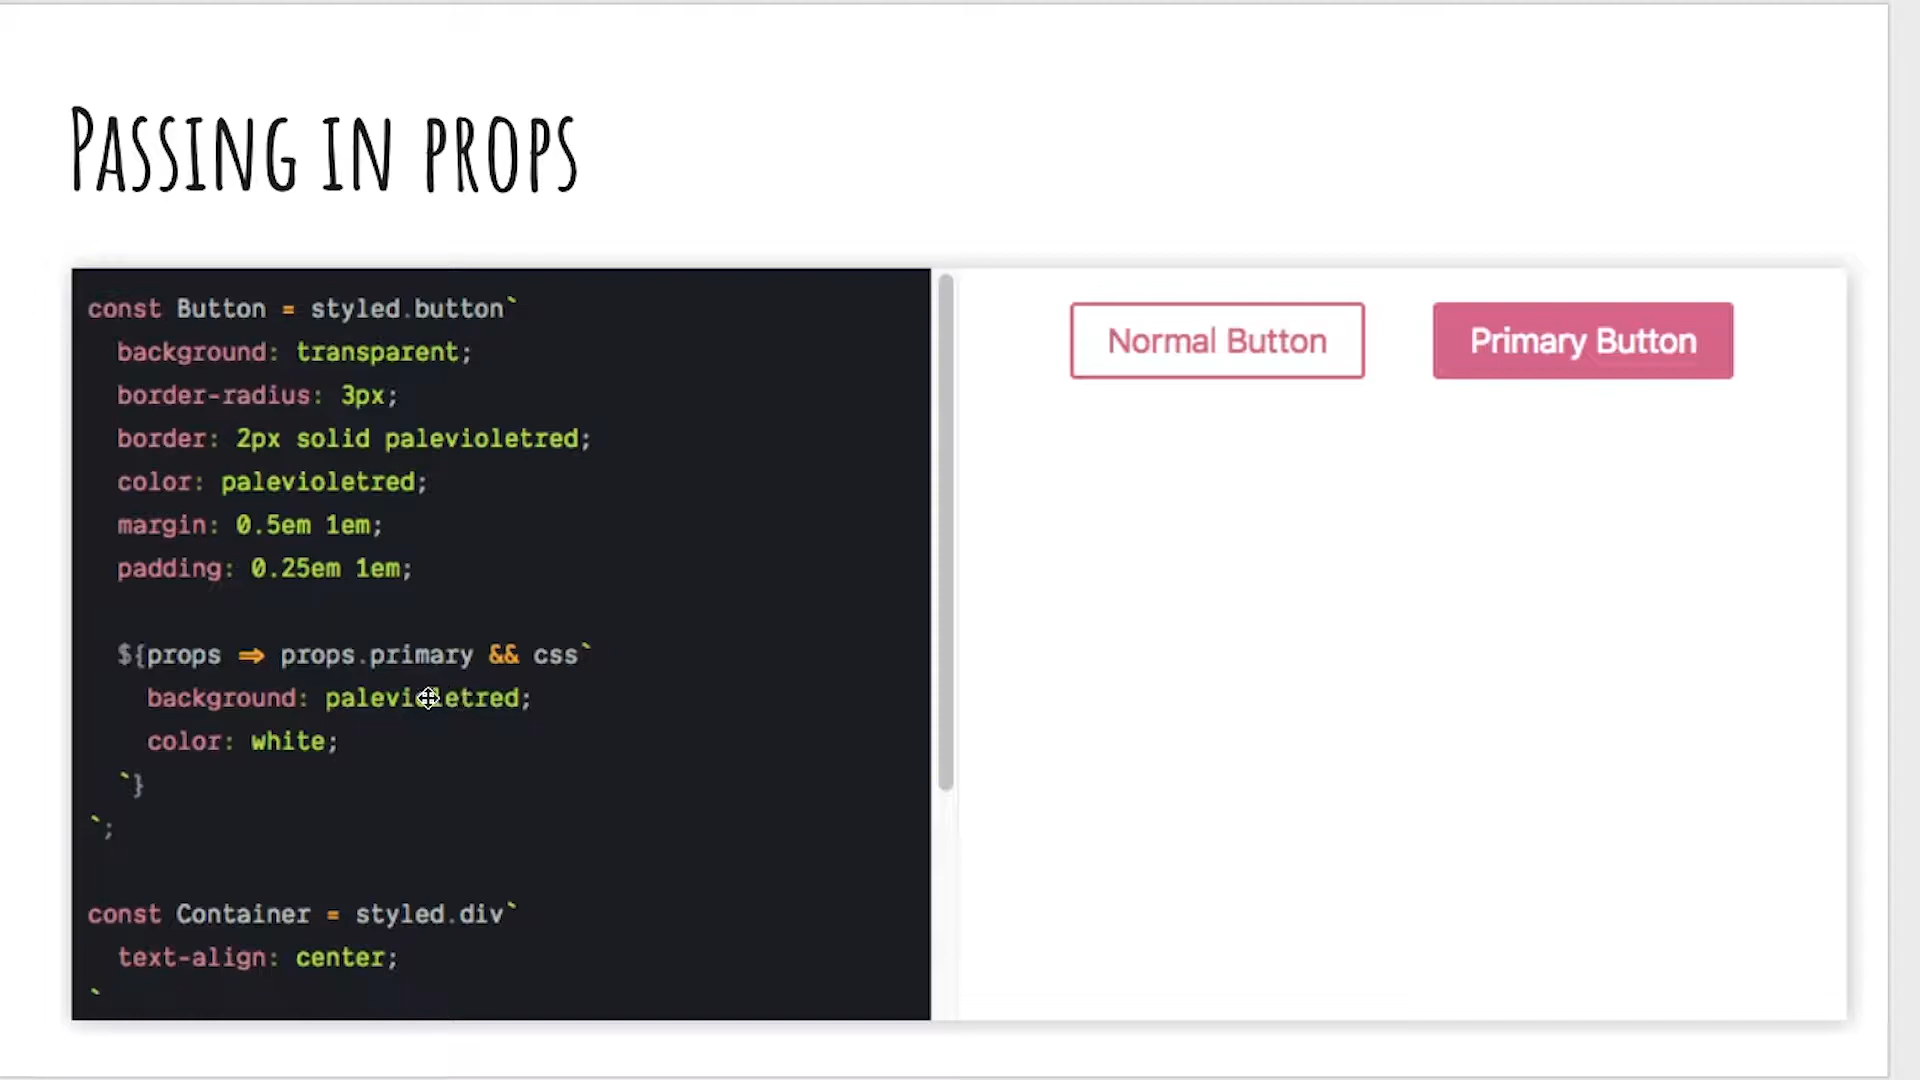 Passing in props
const Button = styled.button`
  background: transparent;
  border-radius: 3px;
  border: 2px solid palevioletred;
  color: palevioletred;
  margin: 0.5em 1em;
  padding: 0.25em 1em;
  ${props => props.primary && css`
    background: palevioletred;
    color: white;
  `}
`;
const Container = styled.div`
  text-align: center;
`
Normal Button
Primary Button